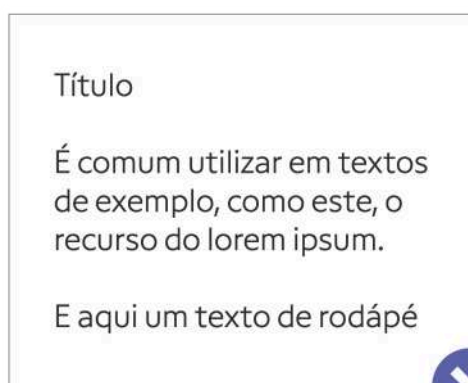 Título
É comum utilizar em textos
de exemplo, como este, o
recurso do lorem ipsum.
E aqui um texto de rodápé